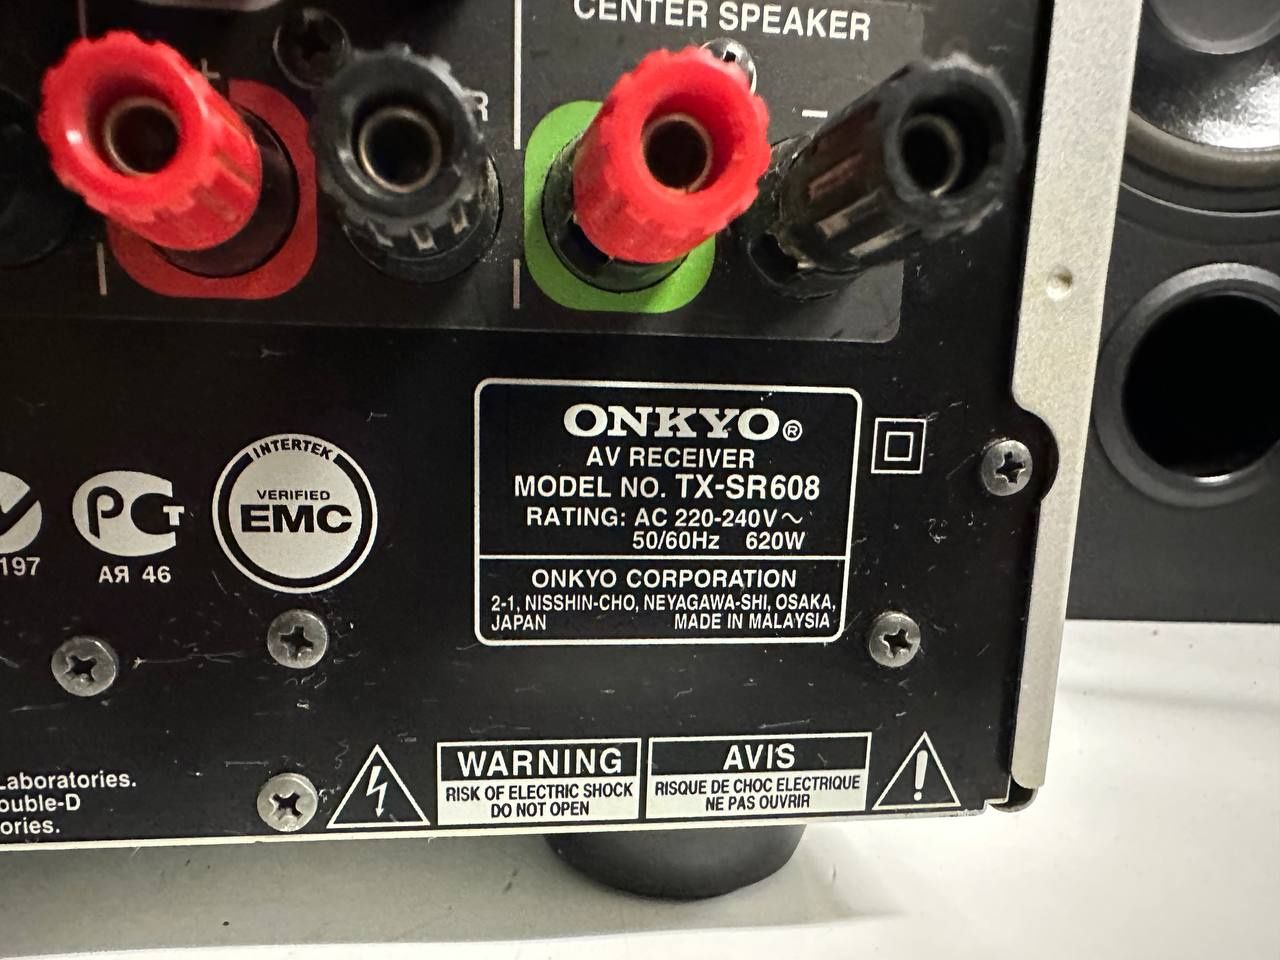 CENTER SPEAKER
+
R
−
ONKYO®
AV RECEIVER
MODEL NO. TX-SR608
RATING: AC 220-240V~
50/60Hz 620W
ONKYO CORPORATION
2-1, NISSHIN-CHO, NEYAGAWA-SHI, OSAKA,
JAPAN MADE IN MALAYSIA
INTERTEK
VERIFIED
EMC
РСТ
АЯ 46
197
aboratories.
ouble-D
ories.
WARNING
RISK OF ELECTRIC SHOCK
DO NOT OPEN
AVIS
RISQUE DE CHOC ELECTRIQUE
NE PAS OUVRIR